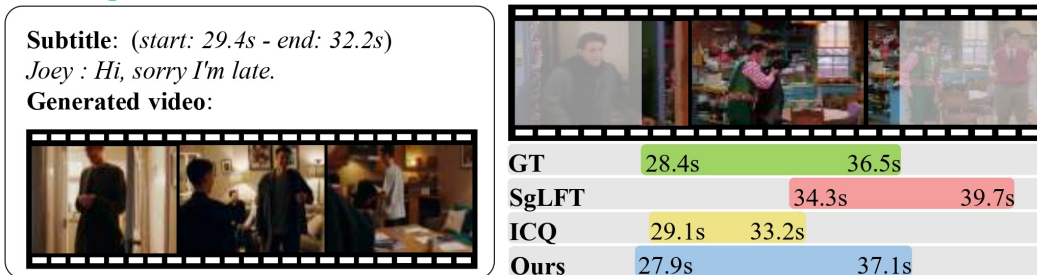 Subtitle: (start: 29.4s - end: 32.2s)
Joey : Hi, sorry I'm late.
Generated video:
GT 28.4s 36.5s
SgLFT 34.3s 39.7s
ICQ 29.1s 33.2s
Ours 27.9s 37.1s